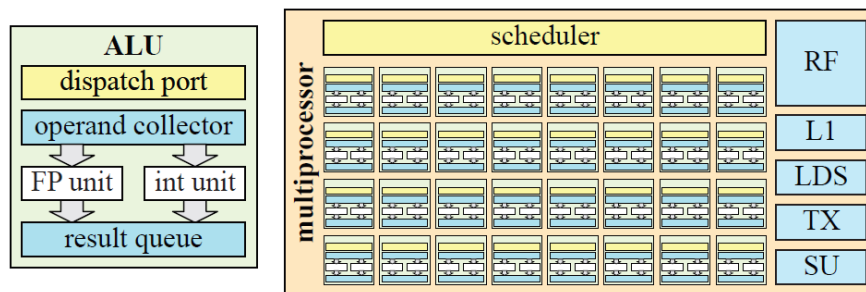 ALU
dispatch port
operand collector
FP unit
int unit
result queue
multiprocessor
scheduler
RF
L1
LDS
TX
SU